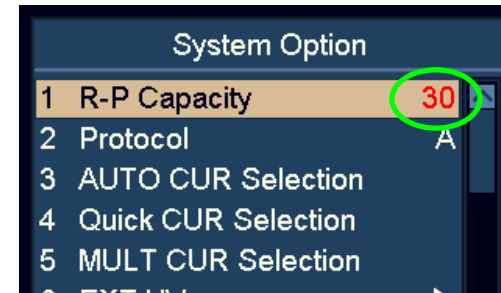 System Option
1 R-P Capacity 30
2 Protocol A
3 AUTO CUR Selection
4 Quick CUR Selection
5 MULT CUR Selection